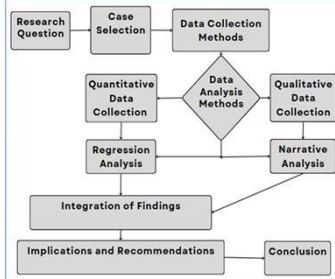 Research
Question
Case
Selection
Data Collection
Methods
Quantitative
Data
Collection
Data
Analysis
Methods
Qualitative
Data
Collection
Regression
Analysis
Narrative
Analysis
Integration of Findings
Implications and Recommendations
Conclusion